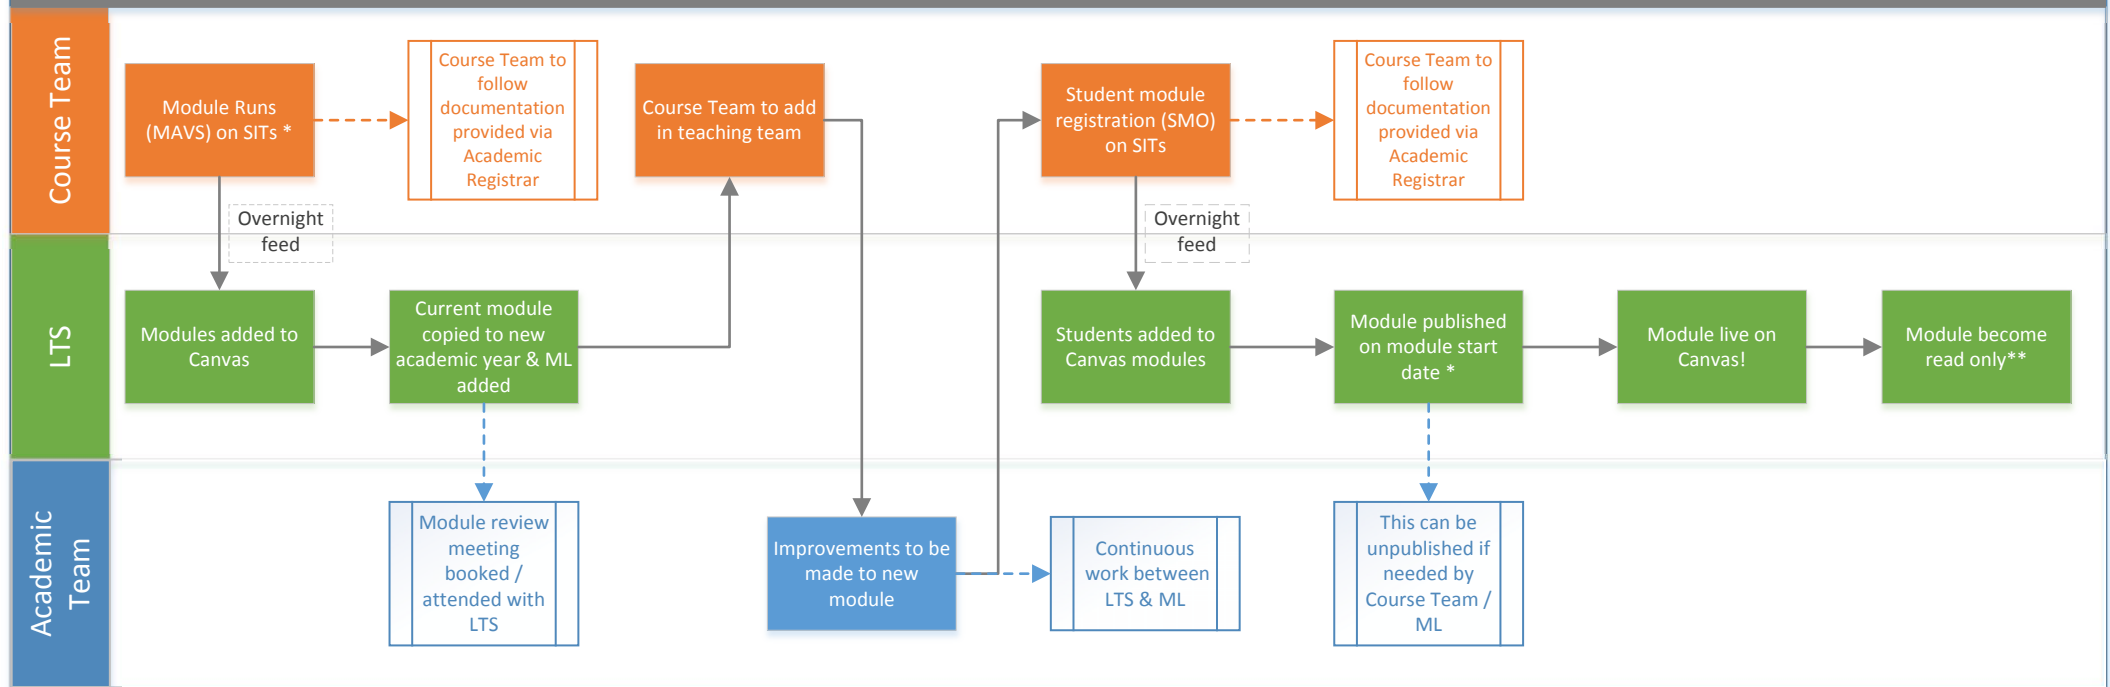 Course Team
Module Runs
(MAVS) on SITs *
Course Team to
follow
documentation
provided via
Academic
Registrar
Course Team to add
in teaching team
Student module
registration (SMO)
on SITs
Course Team to
follow
documentation
provided via
Academic
Registrar
Overnight
feed
Overnight
feed
LTS
Modules added to
Canvas
Current module
copied to new
academic year & ML
added
Students added to
Canvas modules
Module published
on module start
date *
Module live on
Canvas!
Module become
read only**
Academic
Team
Module review
meeting
booked /
attended with
LTS
Improvements to be
made to new
module
Continuous
work between
LTS & ML
This can be
unpublished if
needed by
Course Team /
ML